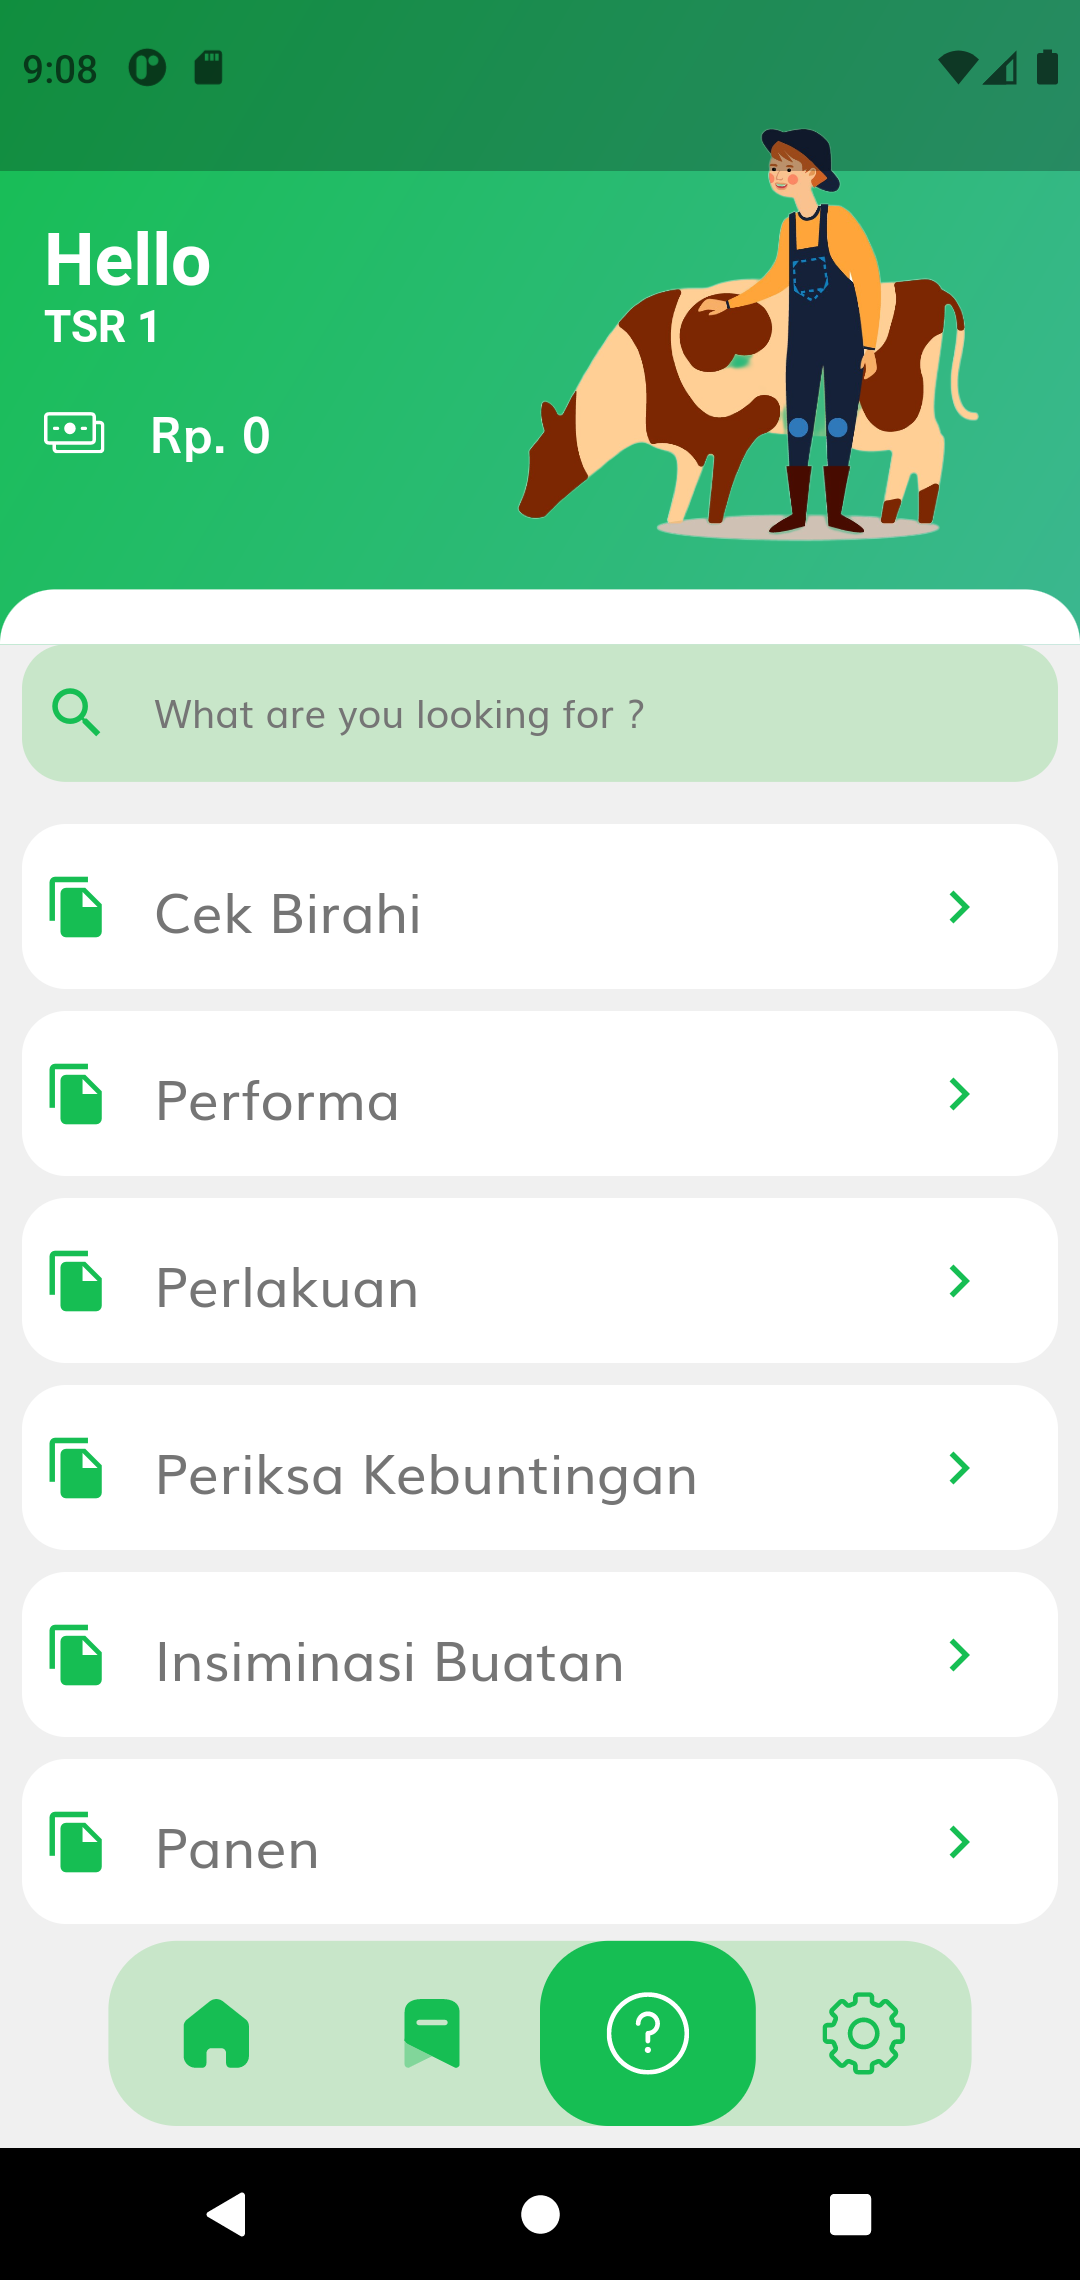 9:08
Hello
TSR 1
Rp. 0
What are you looking for ?
Cek Birahi
Performa
Perlakuan
Periksa Kebuntingan
Insiminasi Buatan
Panen